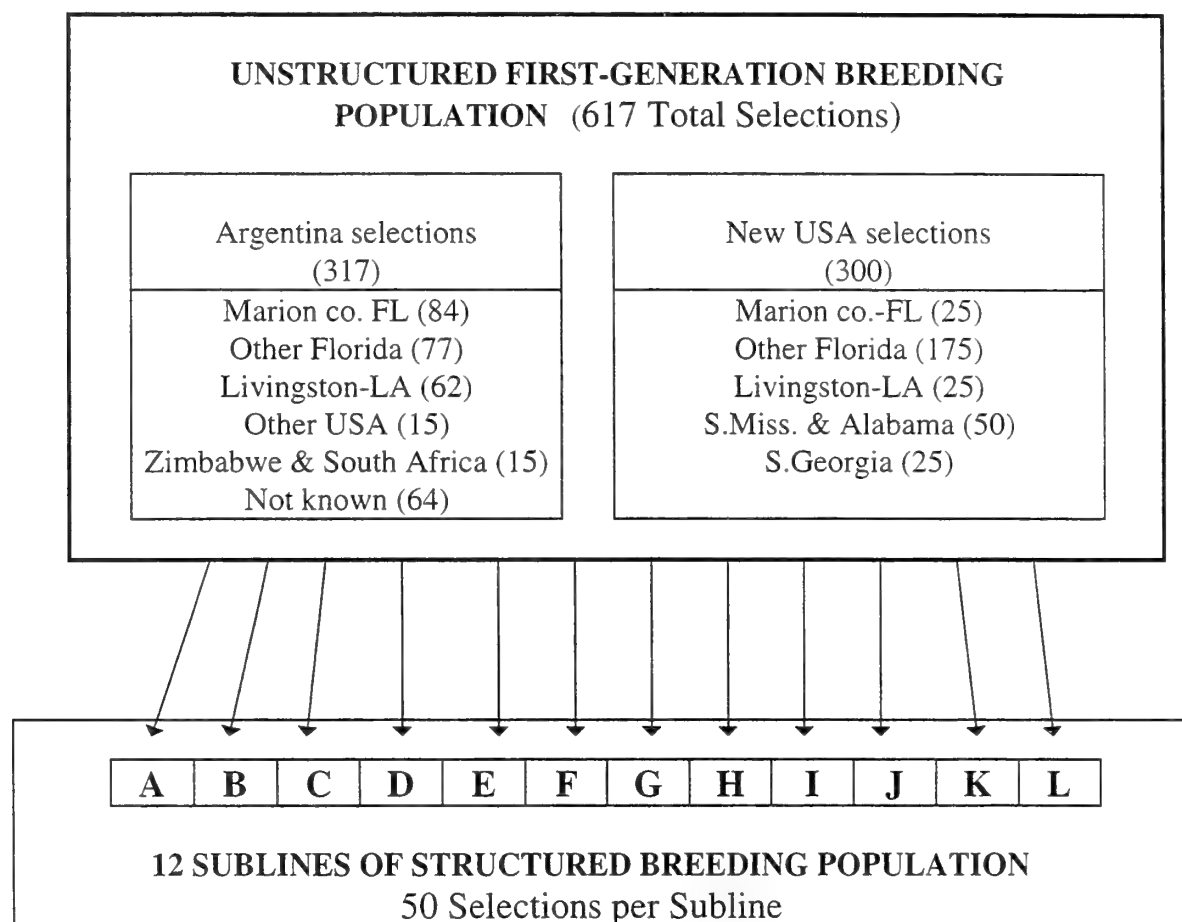 UNSTRUCTURED FIRST-GENERATION BREEDING
POPULATION (617 Total Selections)
Argentina selections
(317)
Marion co. FL (84)
Other Florida (77)
Livingston-LA (62)
Other USA (15)
Zimbabwe & South Africa (15)
Not known (64)
New USA selections
(300)
Marion co.-FL (25)
Other Florida (175)
Livingston-LA (25)
S.Miss. & Alabama (50)
S.Georgia (25)
A B C D E F G H I J K L
12 SUBLINES OF STRUCTURED BREEDING POPULATION
50 Selections per Subline